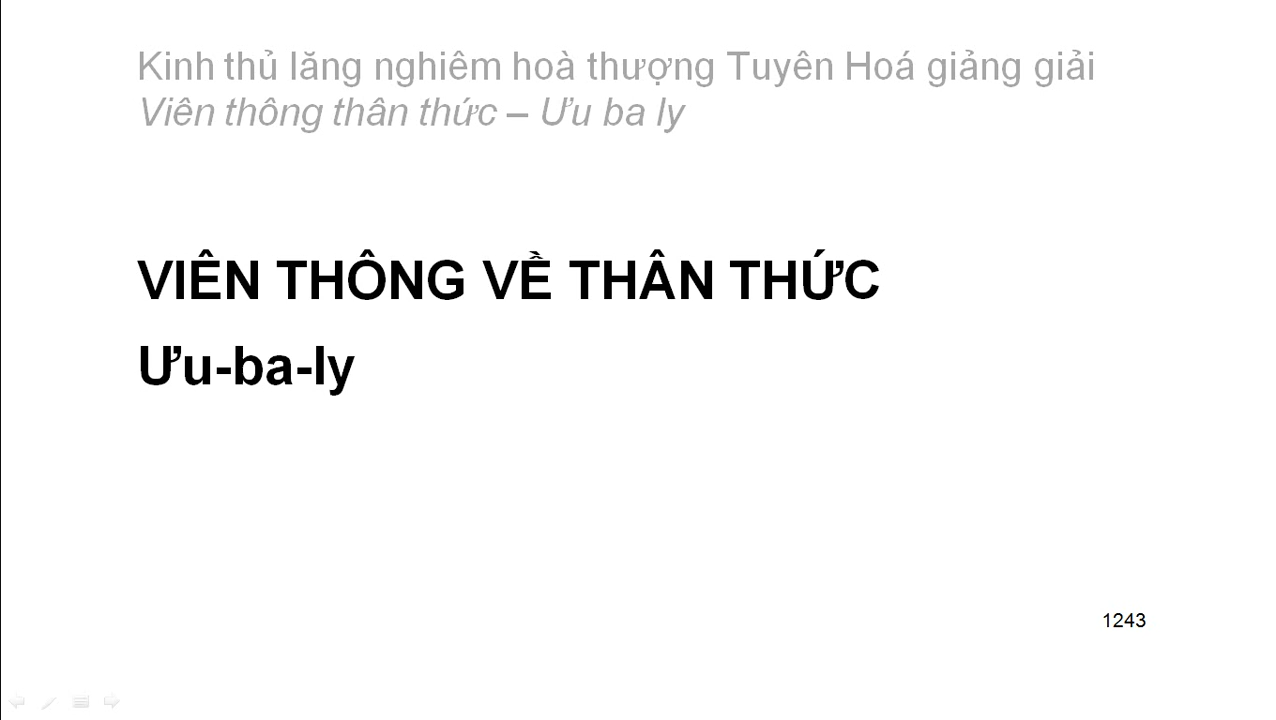 Kinh thủ lăng nghiêm hoà thượng Tuyên Hoá giảng giải
Viên thông thân thức – Ưu ba ly
VIÊN THÔNG VỀ THÂN THỨC
Ưu-ba-ly
1243